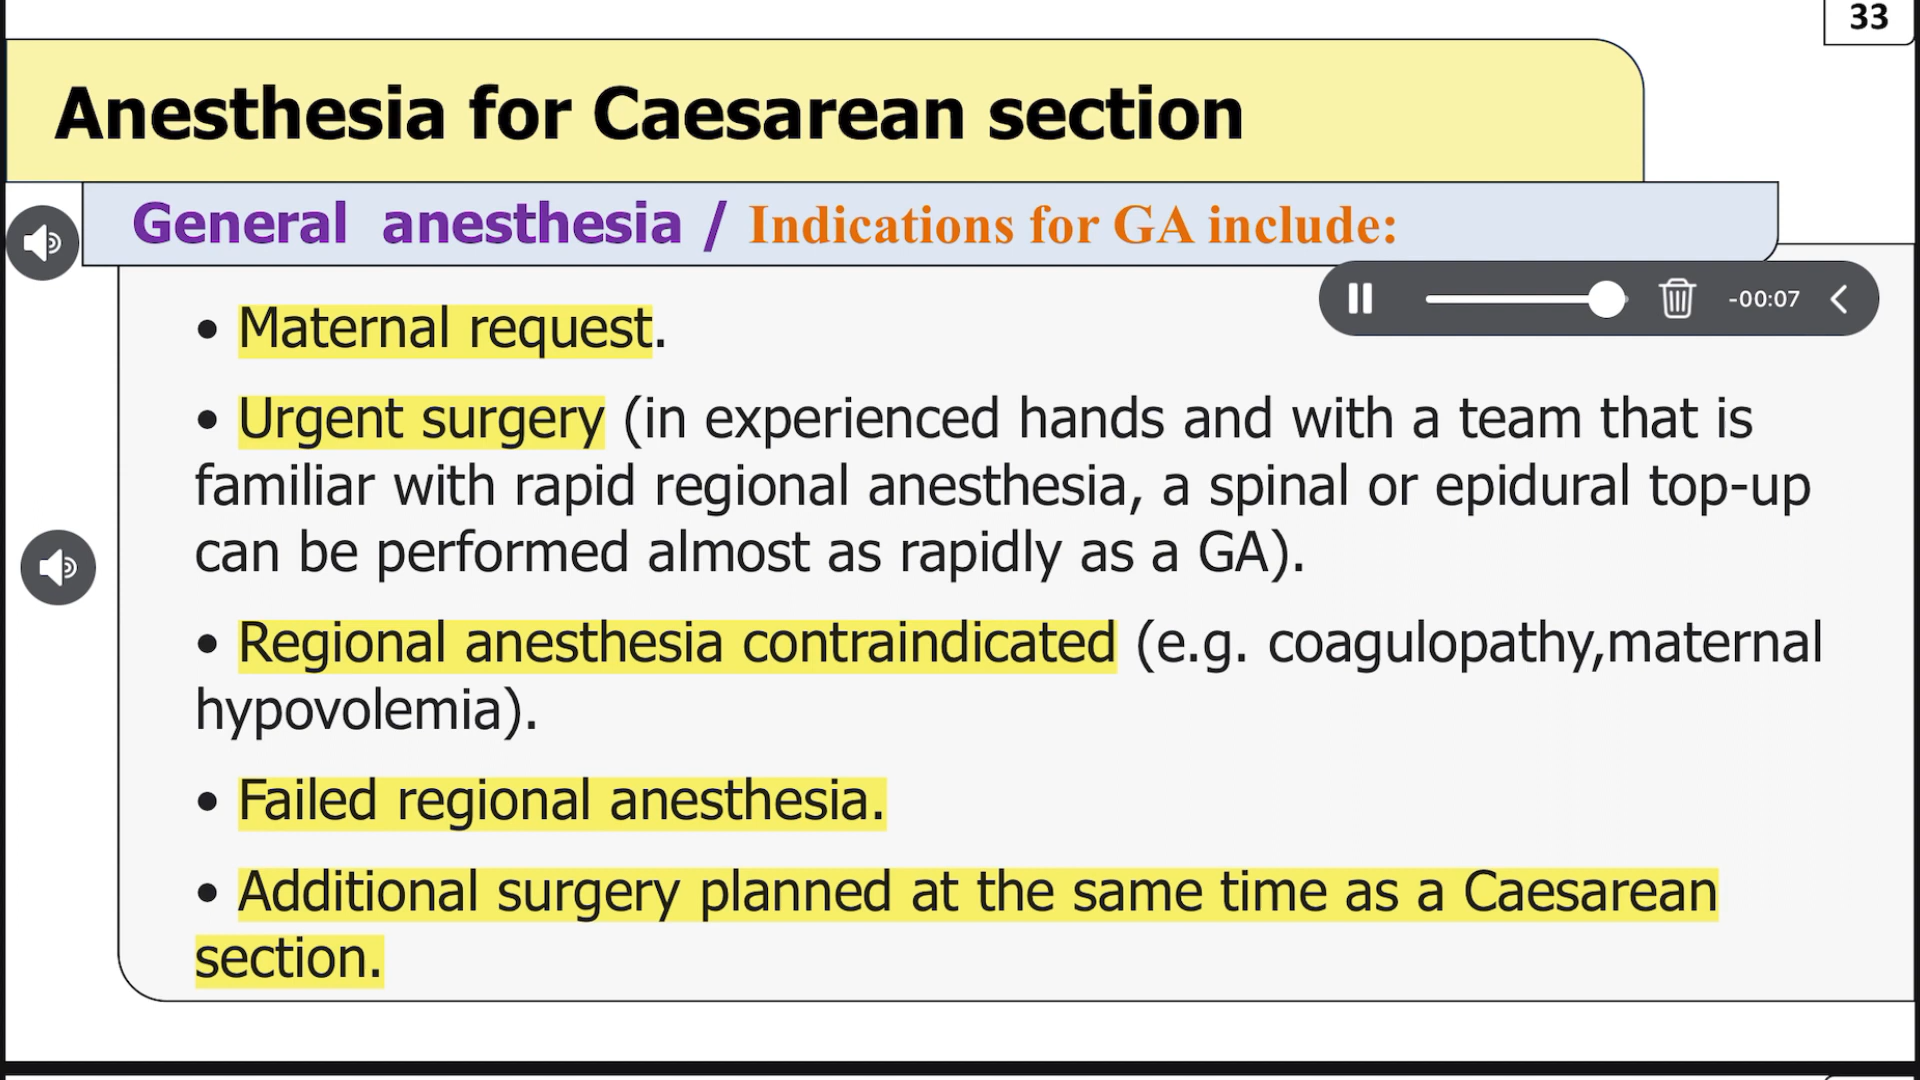 33
Anesthesia for Caesarean section
General anesthesia / Indications for GA include:
-00:07
• Maternal request.
• Urgent surgery (in experienced hands and with a team that is
familiar with rapid regional anesthesia, a spinal or epidural top-up
can be performed almost as rapidly as a GA).
• Regional anesthesia contraindicated (e.g. coagulopathy,maternal
hypovolemia).
• Failed regional anesthesia.
• Additional surgery planned at the same time as a Caesarean
section.